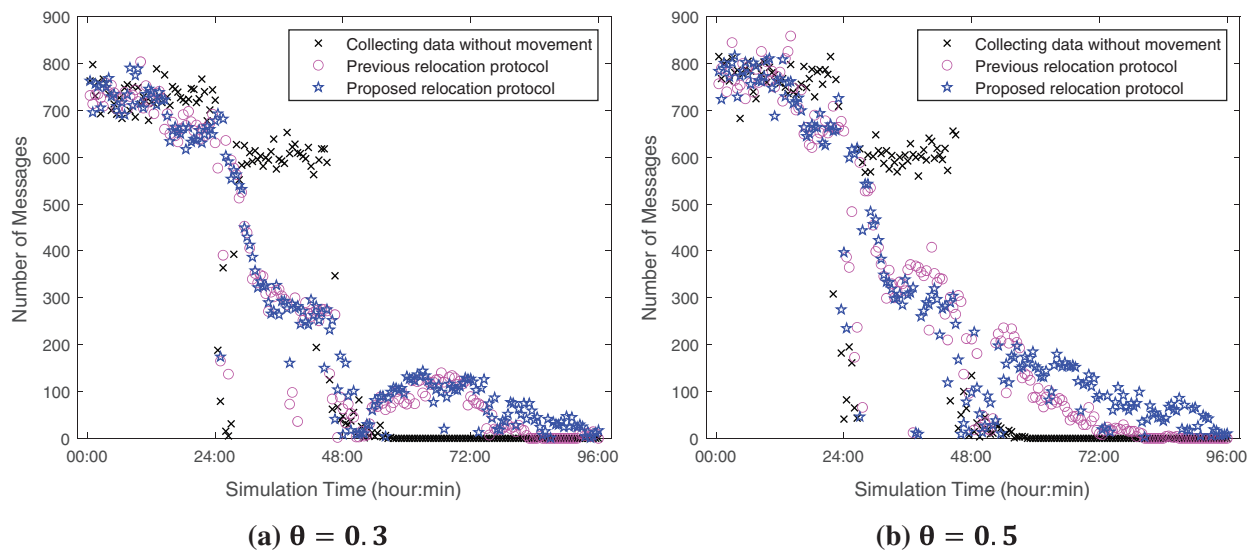 900
800
700
600
500
400
300
200
100
0
Number of Messages
Collecting data without movement
Previous relocation protocol
Proposed relocation protocol
00:00 24:00 48:00 72:00 96:00
Simulation Time (hour:min)
(a) θ = 0.3
900
800
700
600
500
400
300
200
100
0
Number of Messages
Collecting data without movement
Previous relocation protocol
Proposed relocation protocol
00:00 24:00 48:00 72:00 96:00
Simulation Time (hour:min)
(b) θ = 0.5